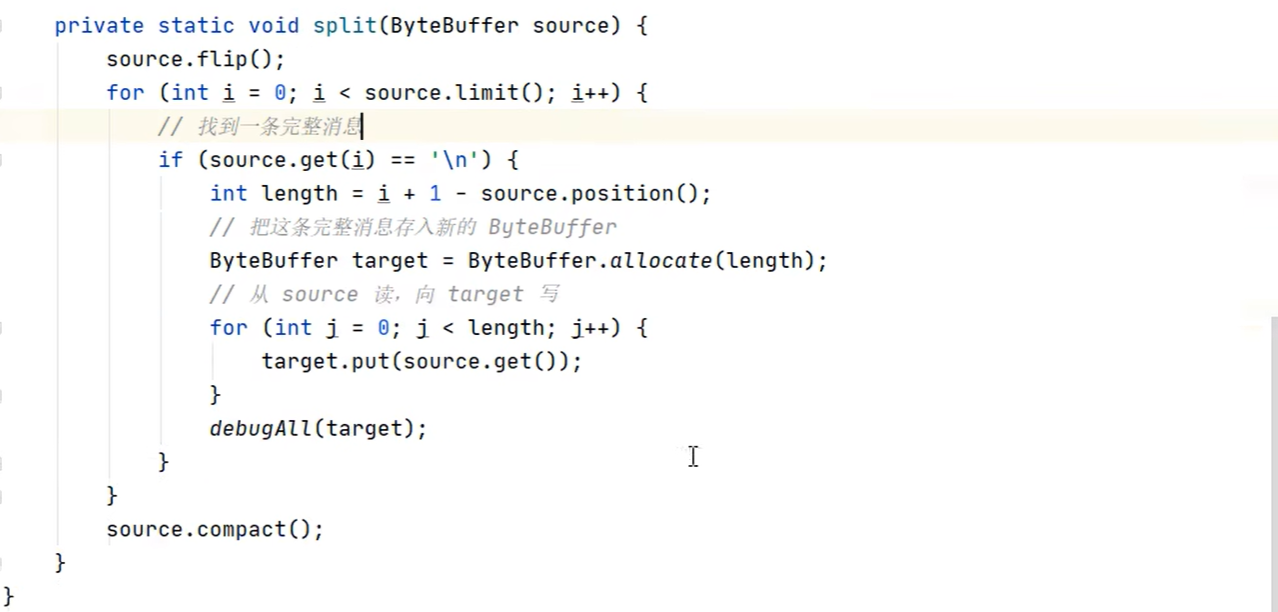 private static void split(ByteBuffer source) {
source.flip();
for (int i = 0; i < source.limit(); i++) {
// 找到一条完整消息
if (source.get(i) == '\n') {
int length = i + 1 - source.position();
// 把这条完整消息存入新的 ByteBuffer
ByteBuffer target = ByteBuffer.allocate(length);
// 从 source 读，向 target 写
for (int j = 0; j < length; j++) {
target.put(source.get());
}
debugAll(target);
}
}
source.compact();
}
}